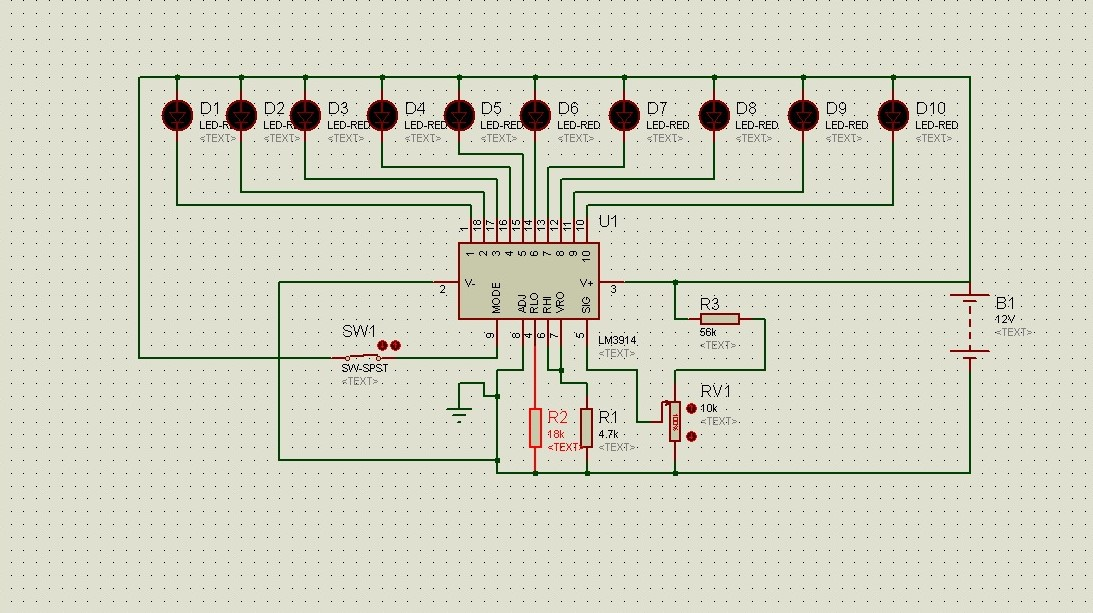 D1 D2 D3 D4 D5 D6 D7 D8 D9 D10
LED-R LED-R LED-RED LED-RED LED-RED LED-RED LED-RED LED-RED LED-RED LED-RED
<TEXT> <TEXT> <TEXT> <TEXT> <TEXT> <TEXT> <TEXT> <TEXT> <TEXT> <TEXT>
1 18 17 16 15 14 13 12 11 10
U1
1 2 3 4 5 6 7 8 9 10
2 V- V+ 3
MODE ADJ RLO RHI VRO SIG
9 8 4 6 7 5
LM3914
<TEXT>
R3
56k
<TEXT>
B1
12V
<TEXT>
SW1
SW-SPST
<TEXT>
R2
18k
<TEXT>
R1
4.7k
<TEXT>
RV1
10k
<TEXT>
100%